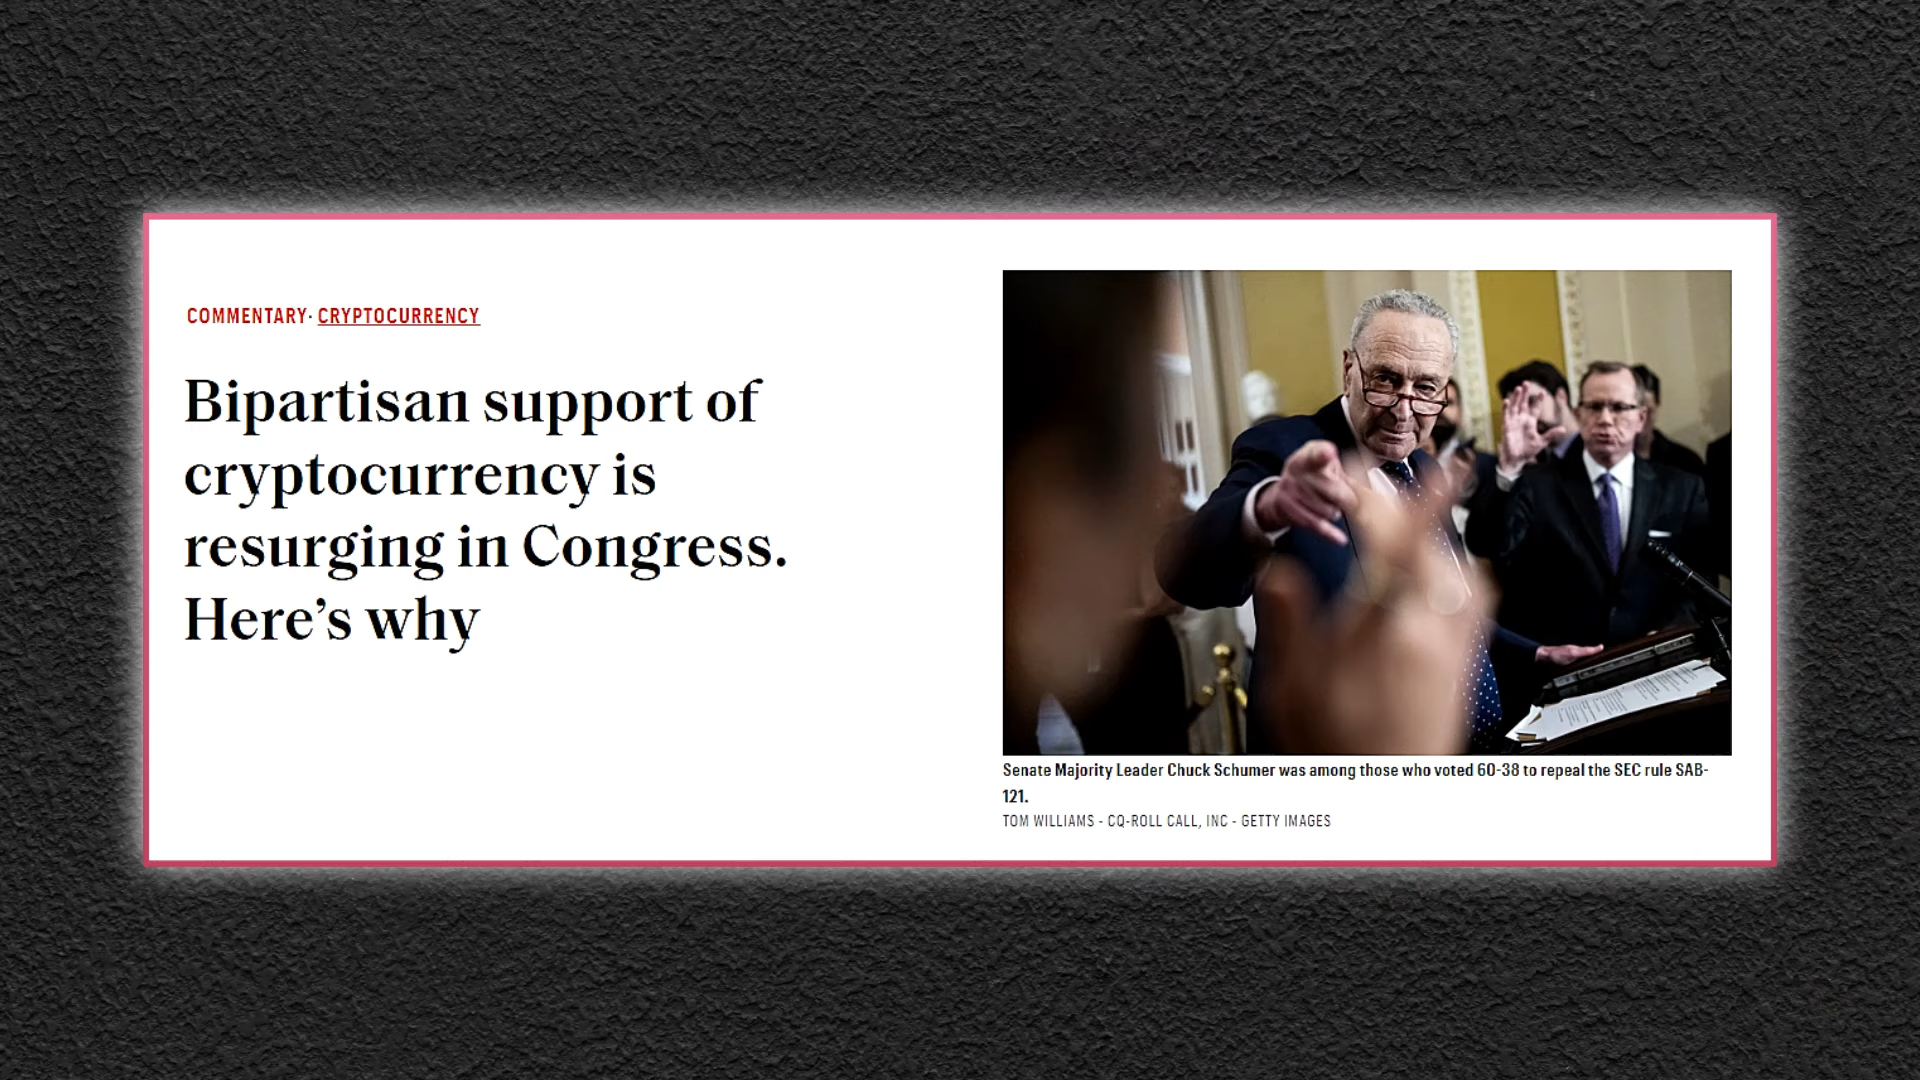 COMMENTARY· CRYPTOCURRENCY
Bipartisan support of
cryptocurrency is
resurging in Congress.
Here’s why
Senate Majority Leader Chuck Schumer was among those who voted 60-38 to repeal the SEC rule SAB-
121.
TOM WILLIAMS - CQ-ROLL CALL, INC - GETTY IMAGES